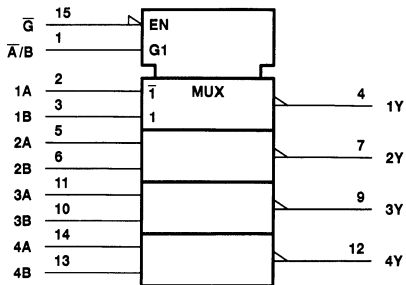 G̅ 15 EN
A̅/B 1 G1
MUX
1A 2 1̅ 4 1Y
1B 3 1
2A 5 7 2Y
2B 6
3A 11 9 3Y
3B 10
4A 14 12 4Y
4B 13